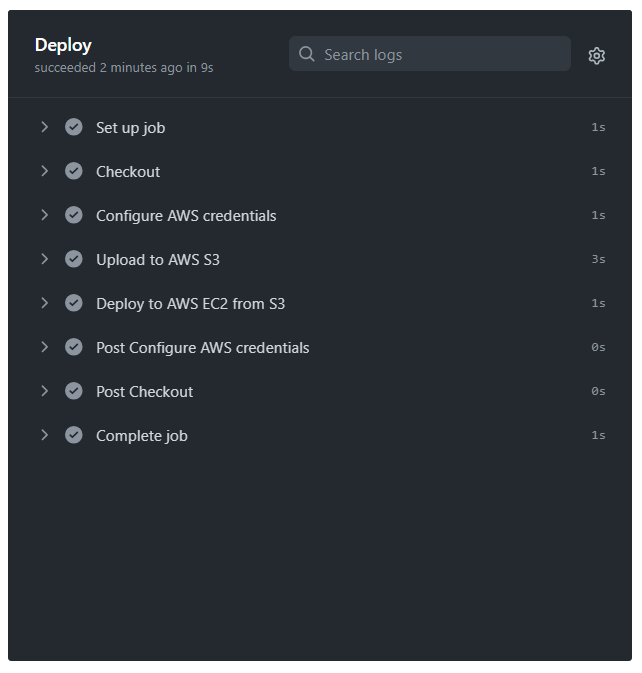 Deploy
succeeded 2 minutes ago in 9s
Search logs
Set up job 1s
Checkout 1s
Configure AWS credentials 1s
Upload to AWS S3 3s
Deploy to AWS EC2 from S3 1s
Post Configure AWS credentials 0s
Post Checkout 0s
Complete job 1s